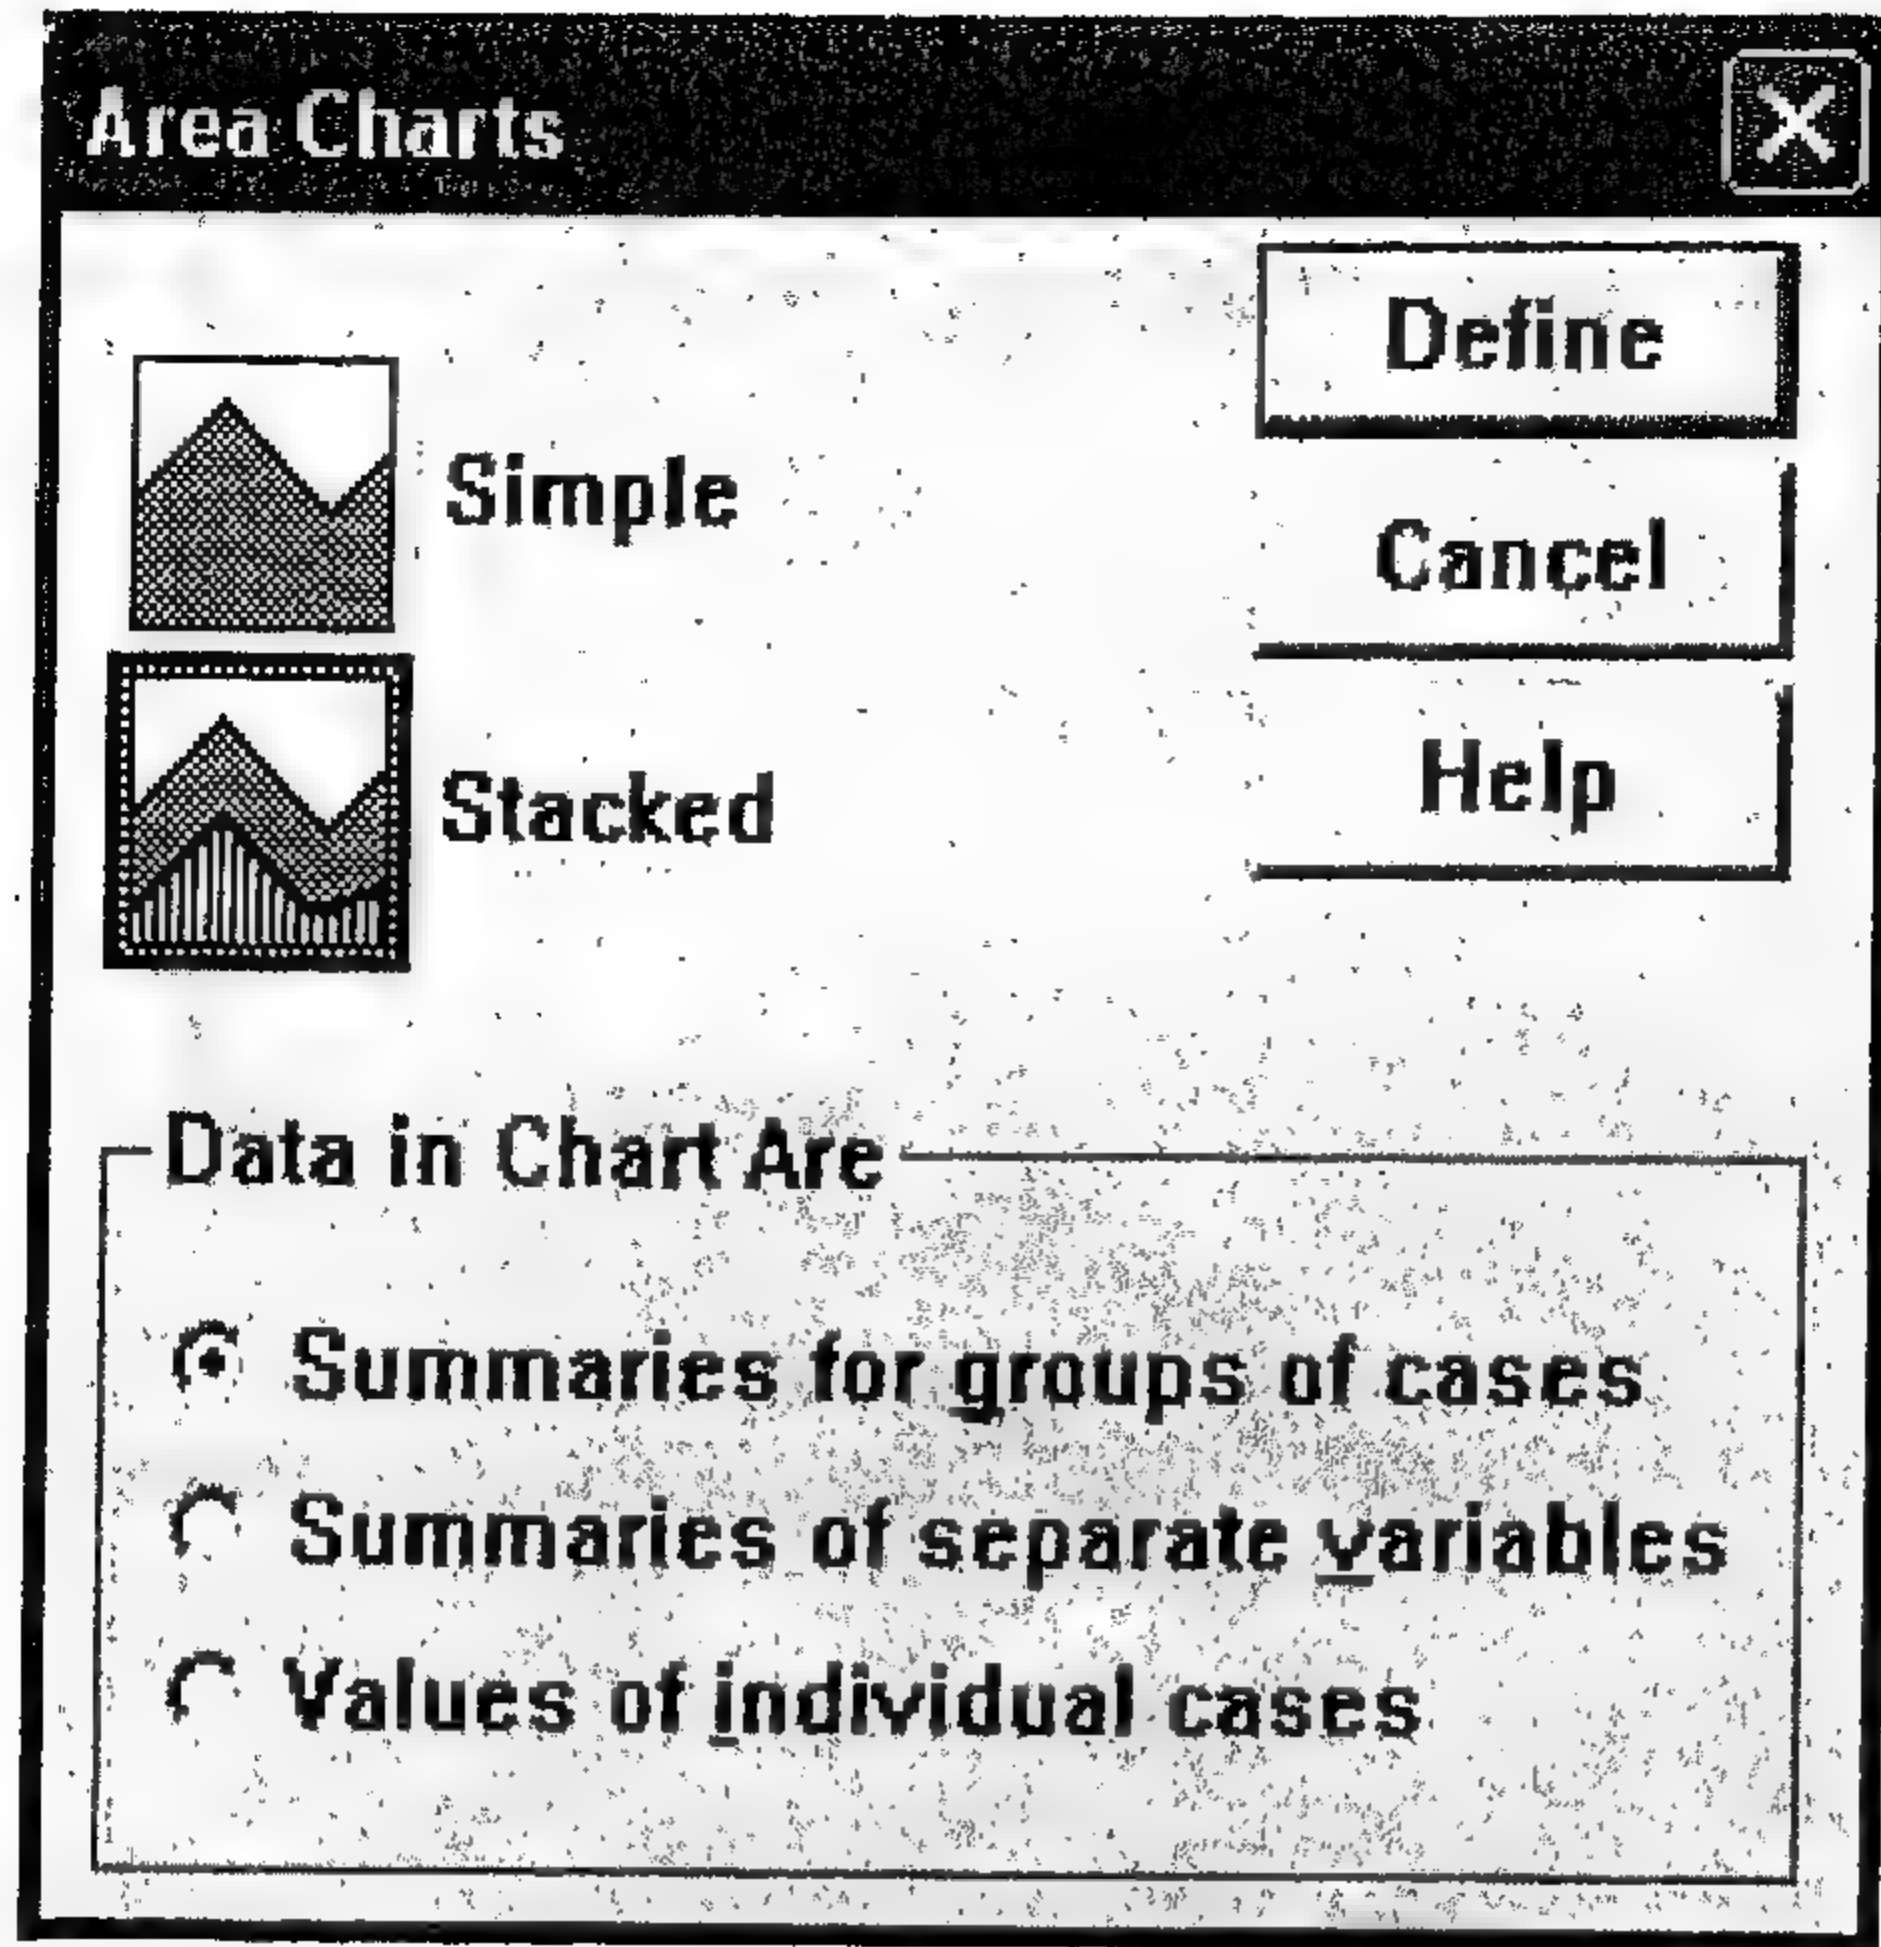 Area Charts
Define
Simple
Cancel
Help
Stacked
Data in Chart Are
Summaries for groups of cases
Summaries of separate variables
Values of individual cases